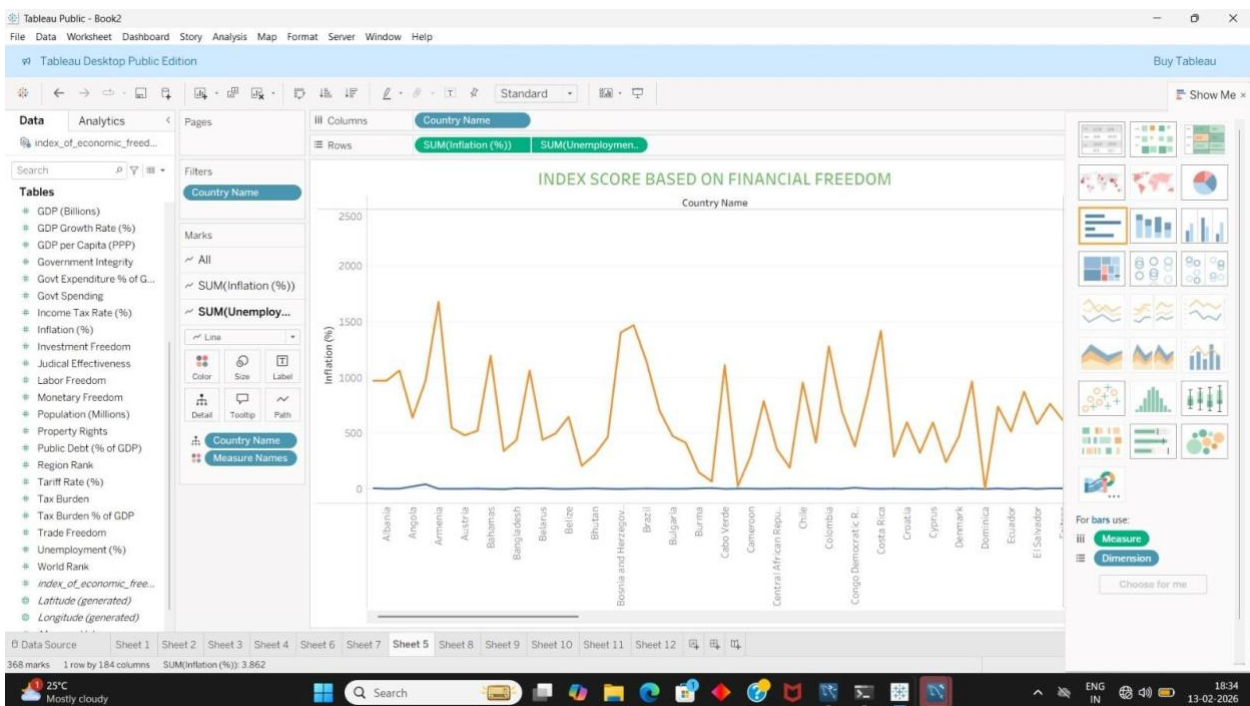 Tableau Public - Book2
File Data Worksheet Dashboard Story Analysis Map Format Server Window Help
Tableau Desktop Public Edition Buy Tableau
Standard Show Me
Data Analytics Pages Columns Country Name
index_of_economic_freed... Rows SUM(Inflation (%)) SUM(Unemploymen..
Search
Filters
Country Name
Tables
GDP (Billions)
GDP Growth Rate (%)
GDP per Capita (PPP)
Government Integrity
Govt Expenditure % of G...
Govt Spending
Income Tax Rate (%)
Inflation (%)
Investment Freedom
Judical Effectiveness
Labor Freedom
Monetary Freedom
Population (Millions)
Property Rights
Public Debt (% of GDP)
Region Rank
Tariff Rate (%)
Tax Burden
Tax Burden % of GDP
Trade Freedom
Unemployment (%)
World Rank
index_of_economic_free...
Latitude (generated)
Longitude (generated)
Marks
All
SUM(Inflation (%))
SUM(Unemploy...
Line
Color Size Label
Detail Tooltip Path
Country Name
Measure Names
INDEX SCORE BASED ON FINANCIAL FREEDOM
Country Name
2500
2000
1500
1000
500
0
Inflation (%)
Albania
Angola
Armenia
Austria
Bahamas
Bangladesh
Belarus
Belize
Bhutan
Bosnia and Herzegov..
Brazil
Bulgaria
Burma
Cabo Verde
Cameroon
Central African Repu..
Chile
Colombia
Congo Democratic R..
Costa Rica
Croatia
Cyprus
Denmark
Dominica
Ecuador
El Salvador
For bars use:
Measure
Dimension
Choose for me
Data Source Sheet 1 Sheet 2 Sheet 3 Sheet 4 Sheet 6 Sheet 7 Sheet 5 Sheet 8 Sheet 9 Sheet 10 Sheet 11 Sheet 12
368 marks 1 row by 184 columns SUM(Inflation (%)): 3.862
1
25°C
Mostly cloudy
Search
1
ENG
IN
18:34
13-02-2026